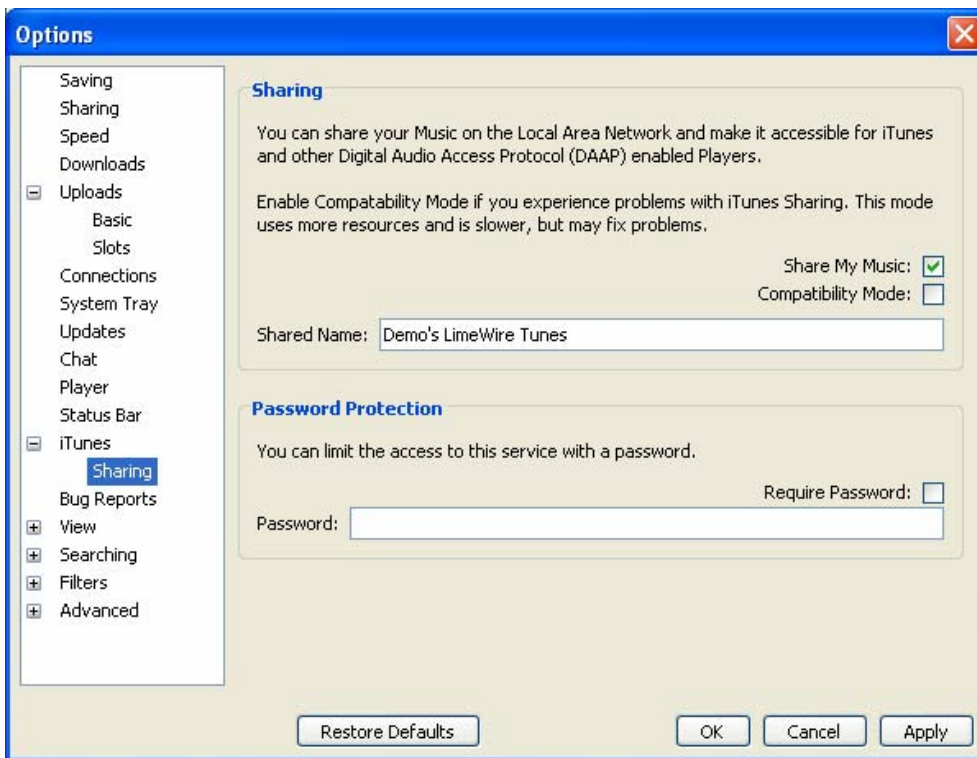 Options
Saving
Sharing
Speed
Downloads
Uploads
Basic
Slots
Connections
System Tray
Updates
Chat
Player
Status Bar
iTunes
Sharing
Bug Reports
View
Searching
Filters
Advanced
Sharing
You can share your Music on the Local Area Network and make it accessible for iTunes
and other Digital Audio Access Protocol (DAAP) enabled Players.
Enable Compatability Mode if you experience problems with iTunes Sharing. This mode
uses more resources and is slower, but may fix problems.
Share My Music:
Compatibility Mode:
Shared Name: Demo's LimeWire Tunes
Password Protection
You can limit the access to this service with a password.
Require Password:
Password:
Restore Defaults OK Cancel Apply